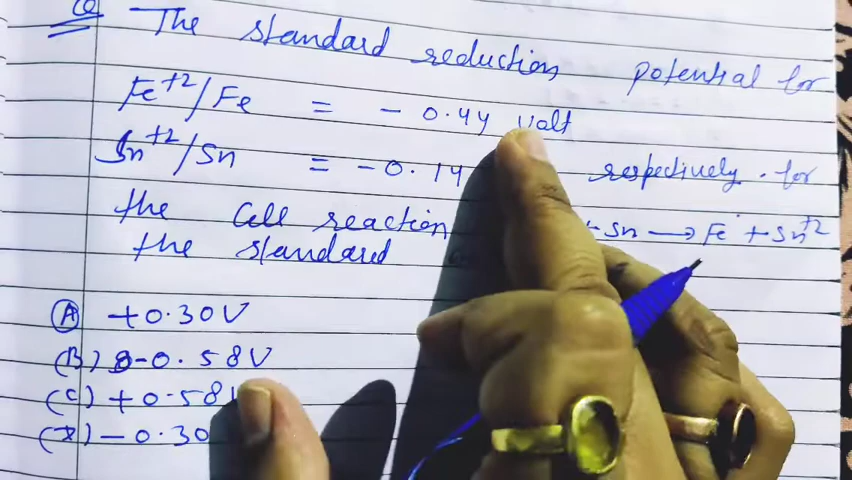 Q The standard reduction potential for
Fe+2/Fe = - 0.44 volt
Sn+2/Sn = -0.14 respectively. for
the Cell reaction + Sn → Fe + Sn+2
the standard
(A) +0.30V
(B) -0.58V
(C) +0.58V
-0.30